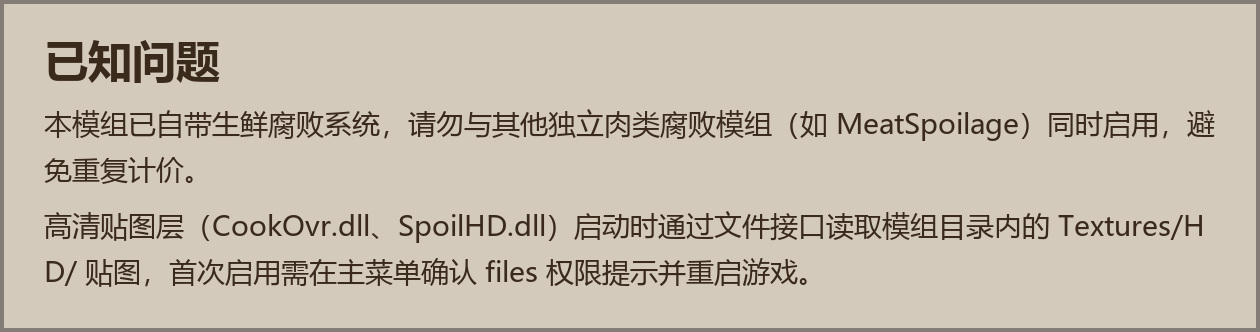 已知问题
本模组已自带生鲜腐败系统，请勿与其他独立肉类腐败模组（如 MeatSpoilage）同时启用，避
免重复计价。
高清贴图层（CookOvr.dll、SpoilHD.dll）启动时通过文件接口读取模组目录内的 Textures/H
D/ 贴图，首次启用需在主菜单确认 files 权限提示并重启游戏。